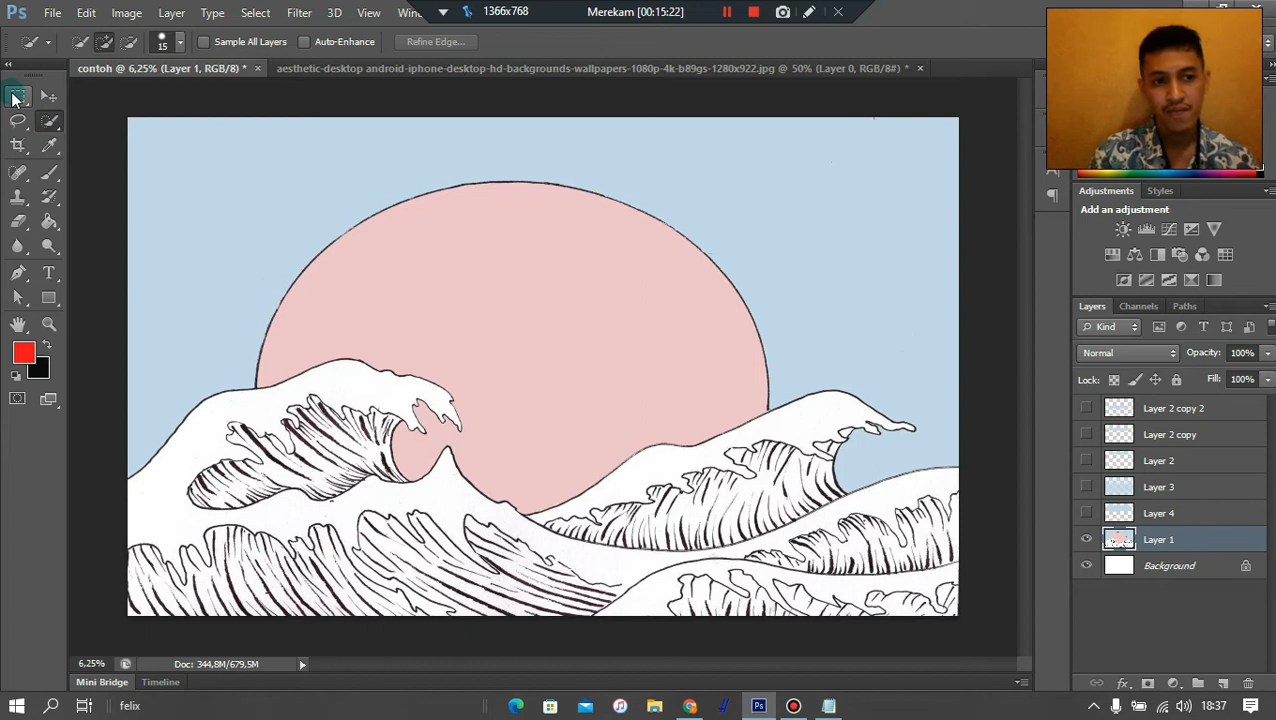 Ps File Edit Image Layer Type Select Filter 3D View
1366x768 Merekam [00:15:22]
15 Sample All Layers Auto-Enhance Refine Edge...
contoh @ 6,25% (Layer 1, RGB/8) * ×
aesthetic-desktop android-iphone-desktop-hd-backgrounds-wallpapers-1080p-4k-b89gs-1280x922.jpg @ 50% (Layer 0, RGB/8#) * ×
Adjustments Styles
Add an adjustment
Layers Channels Paths
Kind
Normal Opacity: 100%
Lock: Fill: 100%
Layer 2 copy 2
Layer 2 copy
Layer 2
Layer 3
Layer 4
Layer 1
Background
6,25% Doc: 344,8M/679,5M
Mini Bridge Timeline
felix
Ps
18:37